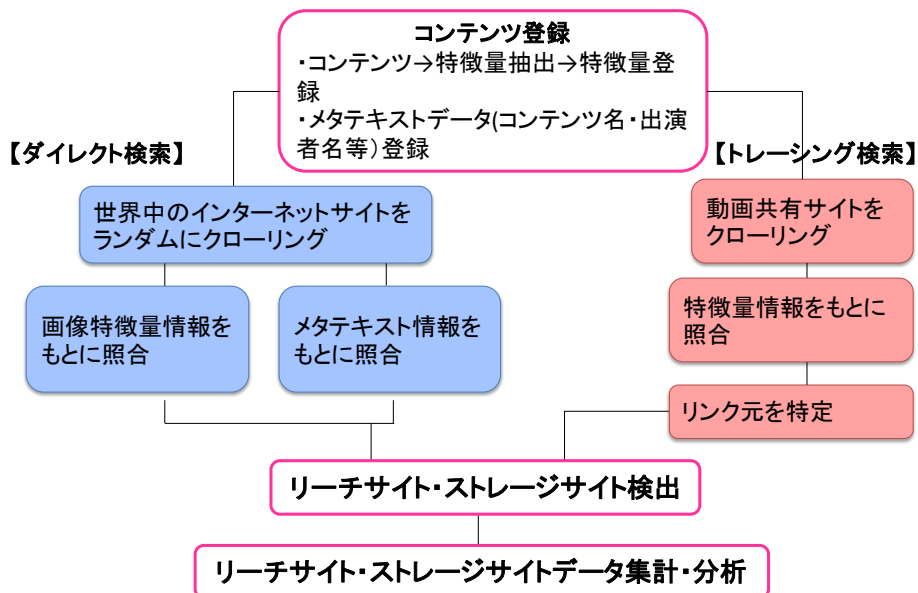 コンテンツ登録
・コンテンツ→特徴量抽出→特徴量登
録
・メタテキストデータ(コンテンツ名・出演
者名等）登録
【ダイレクト検索】
【トレーシング検索】
世界中のインターネットサイトを
ランダムにクローリング
動画共有サイトを
クローリング
画像特徴量情報を
もとに照合
メタテキスト情報を
もとに照合
特徴量情報をもとに
照合
リンク元を特定
リーチサイト・ストレージサイト検出
リーチサイト・ストレージサイトデータ集計・分析